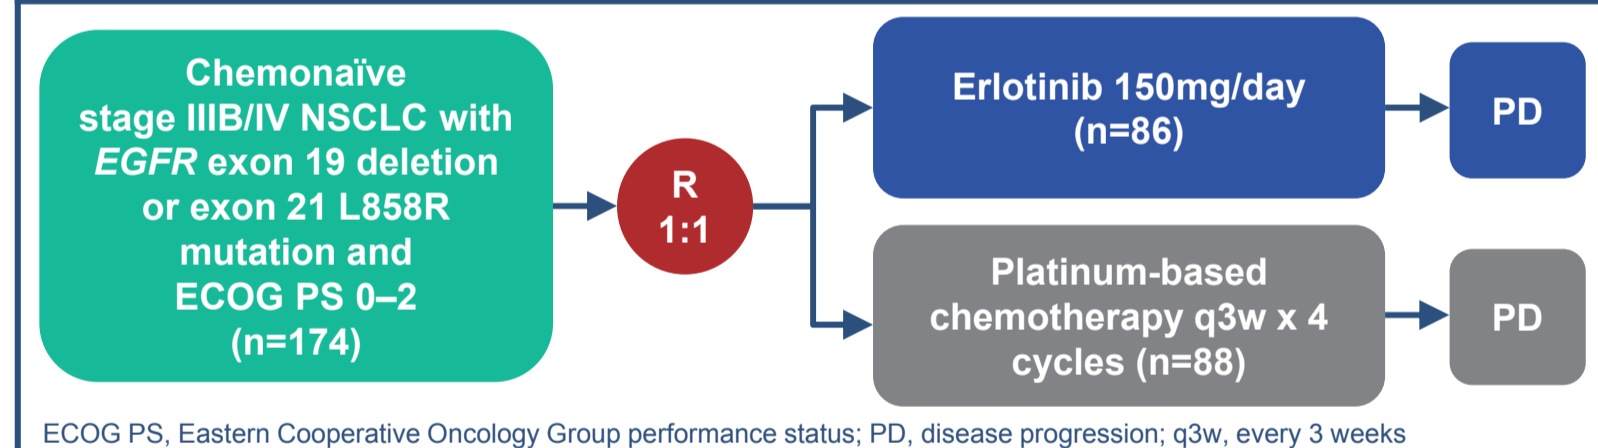 Chemonaïve
stage IIIB/IV NSCLC with
EGFR exon 19 deletion
or exon 21 L858R
mutation and
ECOG PS 0–2
(n=174)
R
1:1
Erlotinib 150mg/day
(n=86)
PD
Platinum-based
chemotherapy q3w x 4
cycles (n=88)
PD
ECOG PS, Eastern Cooperative Oncology Group performance status; PD, disease progression; q3w, every 3 weeks